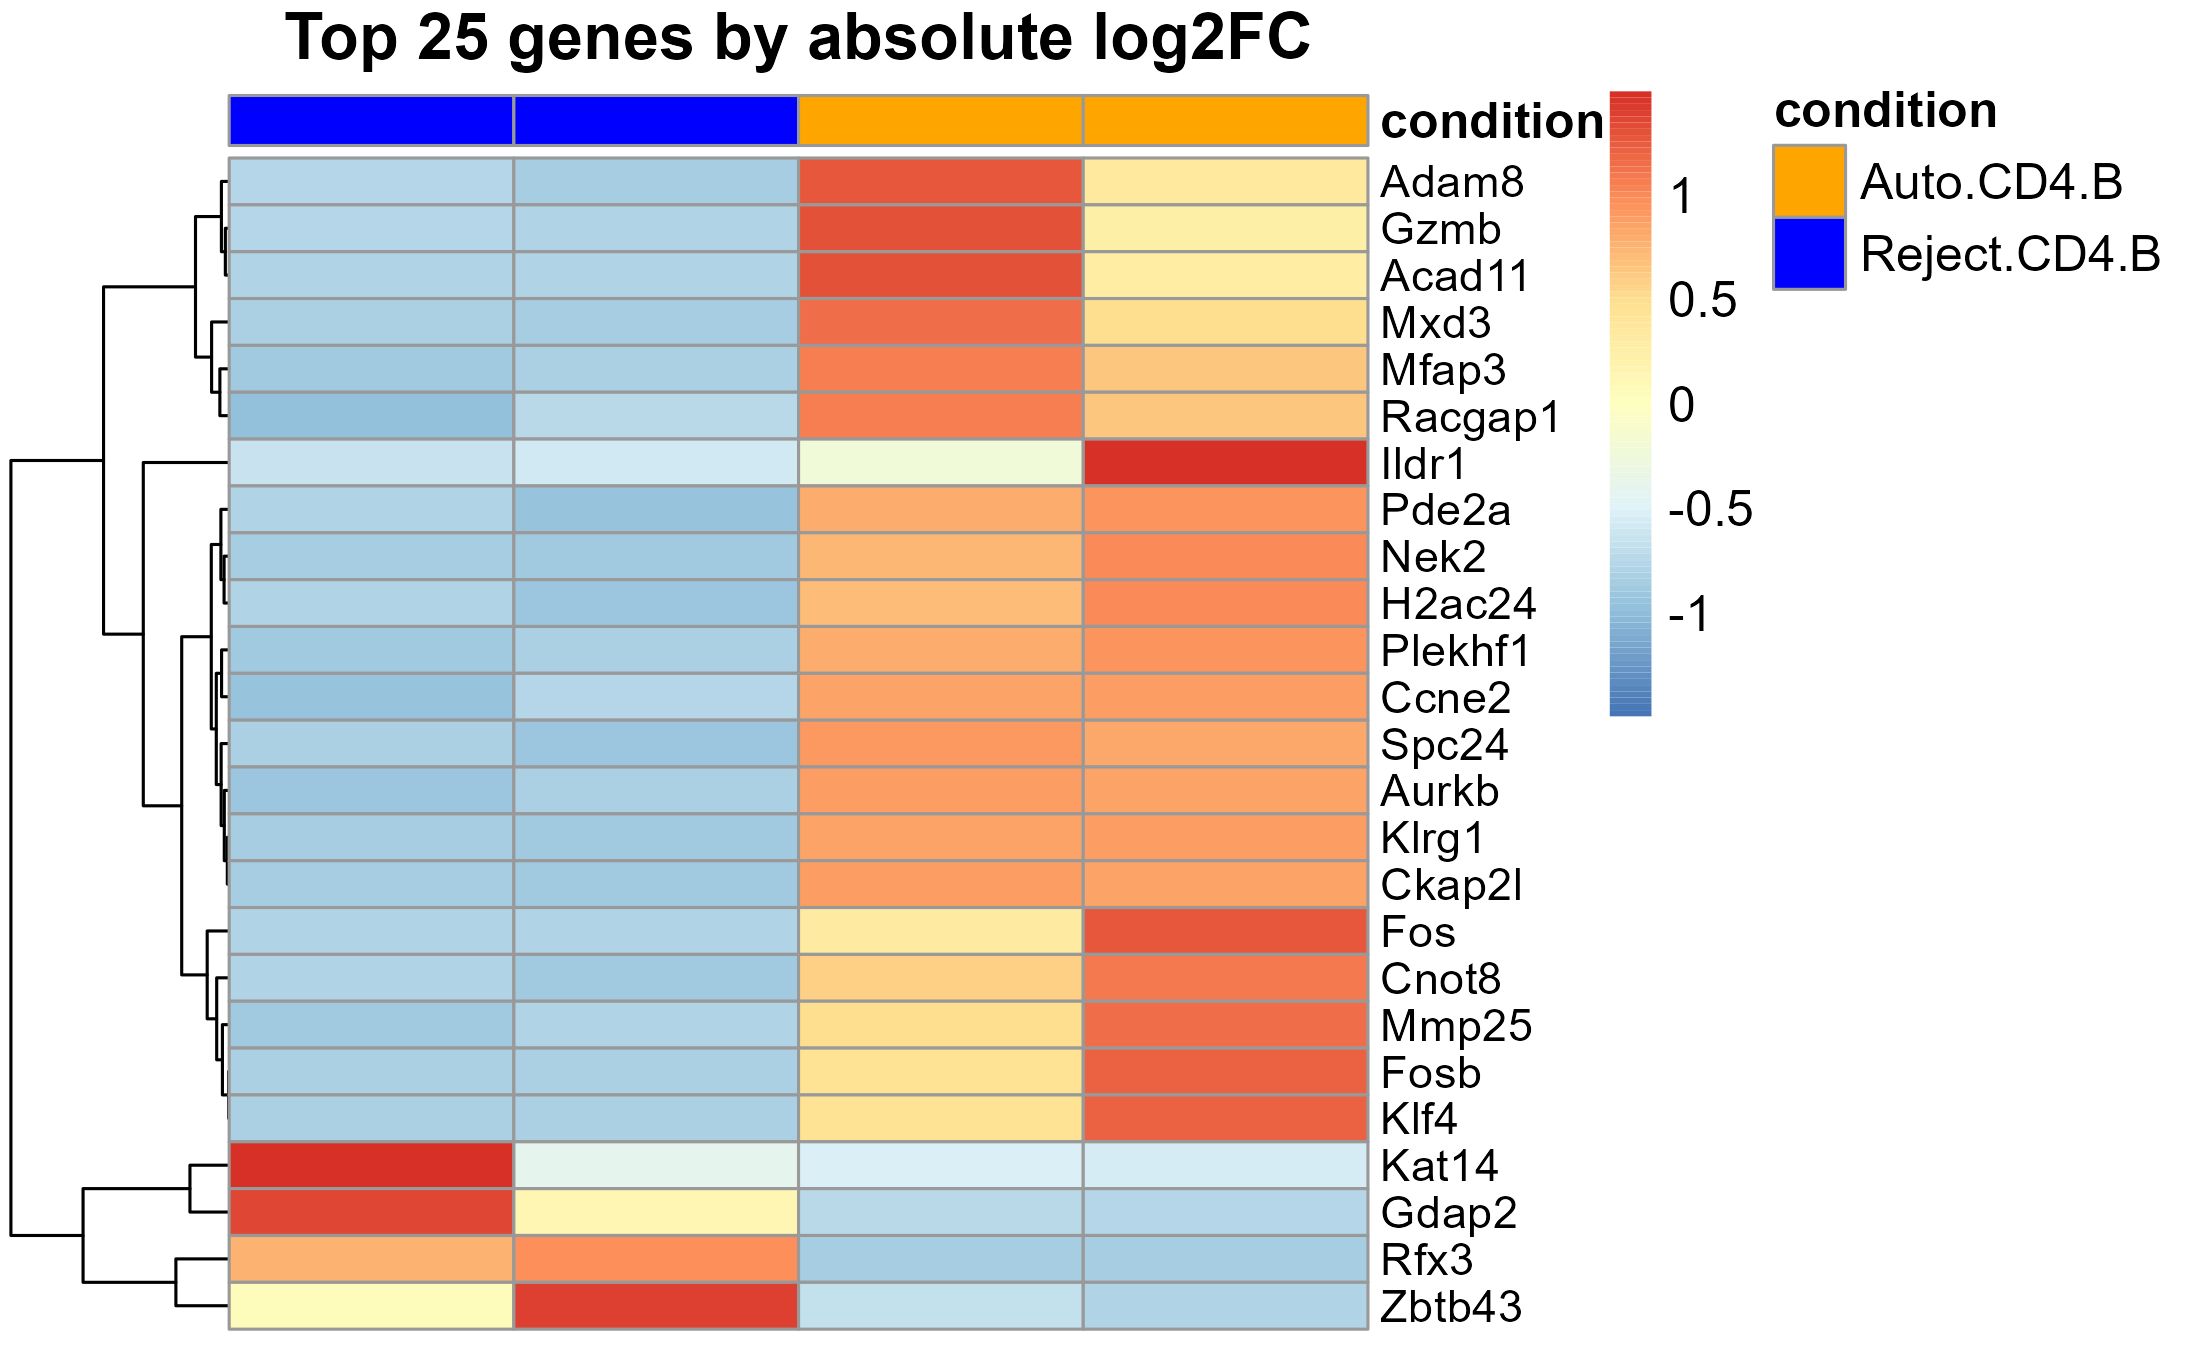 Top 25 genes by absolute log2FC
condition
Adam8
Gzmb
Acad11
Mxd3
Mfap3
Racgap1
Ildr1
Pde2a
Nek2
H2ac24
Plekhf1
Ccne2
Spc24
Aurkb
Klrg1
Ckap2l
Fos
Cnot8
Mmp25
Fosb
Klf4
Kat14
Gdap2
Rfx3
Zbtb43
1
0.5
0
-0.5
-1
condition
Auto.CD4.B
Reject.CD4.B